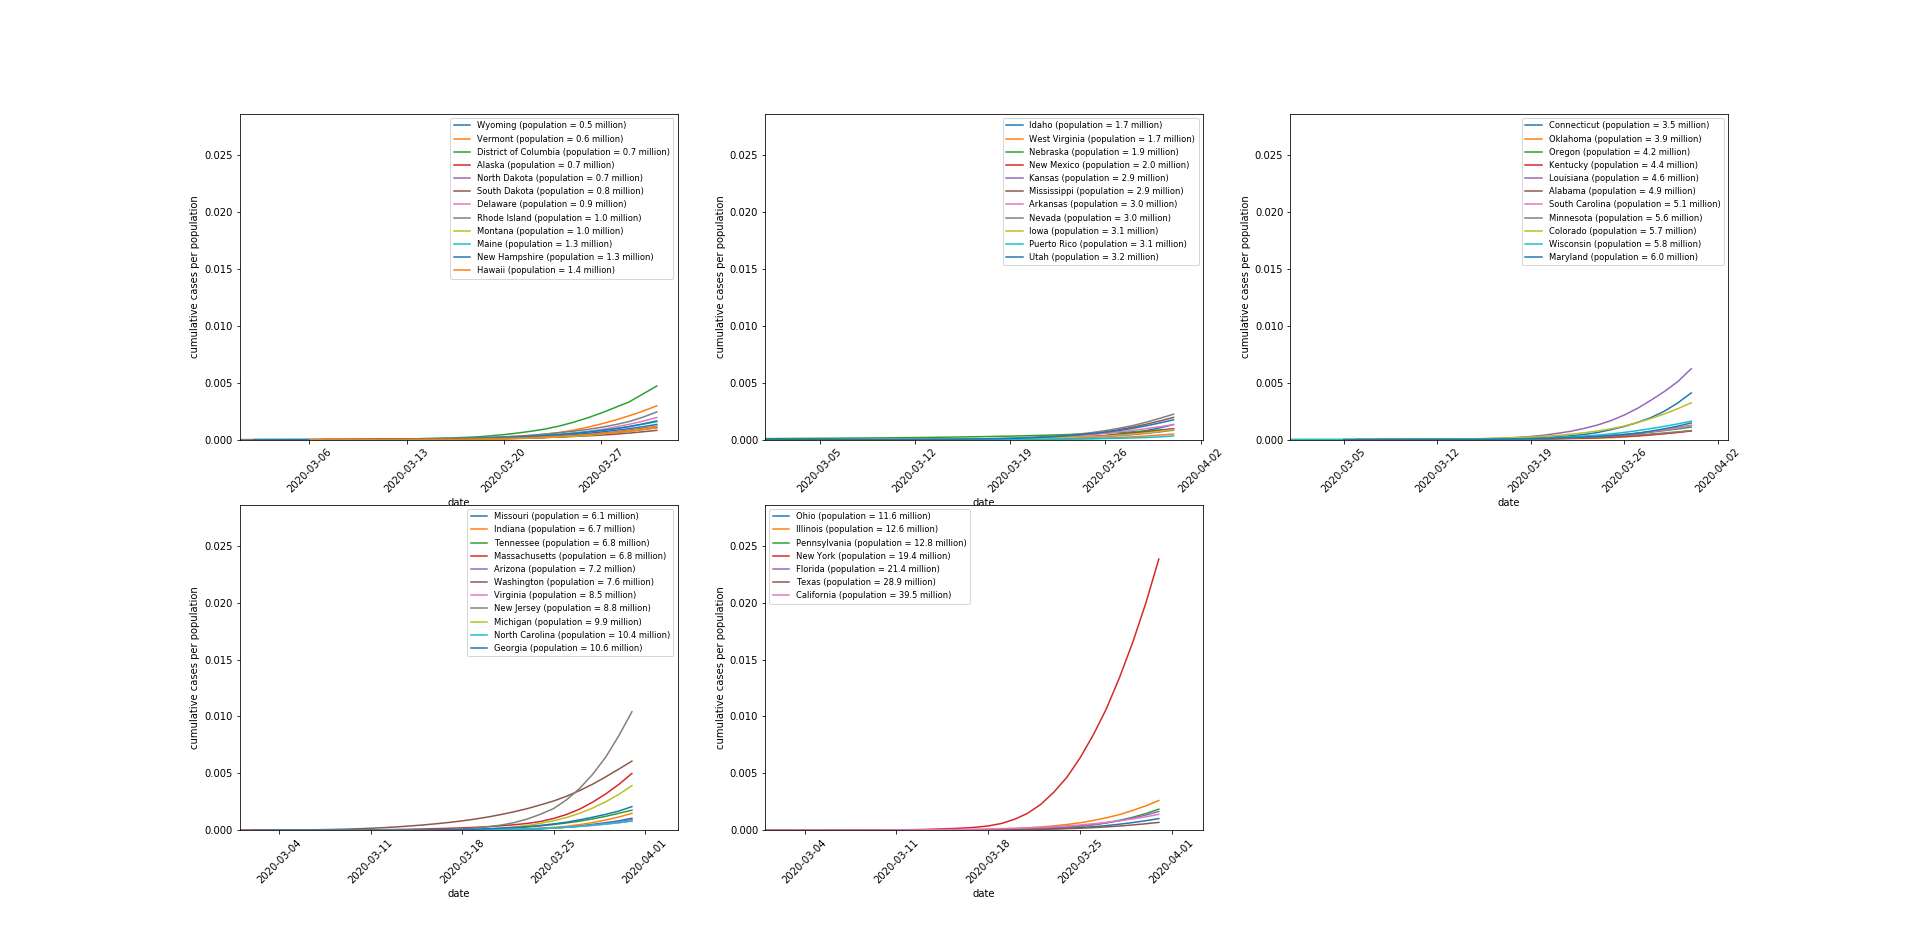 cumulative cases per population
0.025
0.020
0.015
0.010
0.005
0.000
Wyoming (population = 0.5 million)
Vermont (population = 0.6 million)
District of Columbia (population = 0.7 million)
Alaska (population = 0.7 million)
North Dakota (population = 0.7 million)
South Dakota (population = 0.8 million)
Delaware (population = 0.9 million)
Rhode Island (population = 1.0 million)
Montana (population = 1.0 million)
Maine (population = 1.3 million)
New Hampshire (population = 1.3 million)
Hawaii (population = 1.4 million)
2020-03-06
2020-03-13
2020-03-20
2020-03-27
date
cumulative cases per population
0.025
0.020
0.015
0.010
0.005
0.000
Idaho (population = 1.7 million)
West Virginia (population = 1.7 million)
Nebraska (population = 1.9 million)
New Mexico (population = 2.0 million)
Kansas (population = 2.9 million)
Mississippi (population = 2.9 million)
Arkansas (population = 3.0 million)
Nevada (population = 3.0 million)
Iowa (population = 3.1 million)
Puerto Rico (population = 3.1 million)
Utah (population = 3.2 million)
2020-03-05
2020-03-12
2020-03-19
2020-03-26
2020-04-02
date
cumulative cases per population
0.025
0.020
0.015
0.010
0.005
0.000
Connecticut (population = 3.5 million)
Oklahoma (population = 3.9 million)
Oregon (population = 4.2 million)
Kentucky (population = 4.4 million)
Louisiana (population = 4.6 million)
Alabama (population = 4.9 million)
South Carolina (population = 5.1 million)
Minnesota (population = 5.6 million)
Colorado (population = 5.7 million)
Wisconsin (population = 5.8 million)
Maryland (population = 6.0 million)
2020-03-05
2020-03-12
2020-03-19
2020-03-26
2020-04-02
date
cumulative cases per population
0.025
0.020
0.015
0.010
0.005
0.000
Missouri (population = 6.1 million)
Indiana (population = 6.7 million)
Tennessee (population = 6.8 million)
Massachusetts (population = 6.8 million)
Arizona (population = 7.2 million)
Washington (population = 7.6 million)
Virginia (population = 8.5 million)
New Jersey (population = 8.8 million)
Michigan (population = 9.9 million)
North Carolina (population = 10.4 million)
Georgia (population = 10.6 million)
2020-03-04
2020-03-11
2020-03-18
2020-03-25
2020-04-01
date
cumulative cases per population
0.025
0.020
0.015
0.010
0.005
0.000
Ohio (population = 11.6 million)
Illinois (population = 12.6 million)
Pennsylvania (population = 12.8 million)
New York (population = 19.4 million)
Florida (population = 21.4 million)
Texas (population = 28.9 million)
California (population = 39.5 million)
2020-03-04
2020-03-11
2020-03-18
2020-03-25
2020-04-01
date